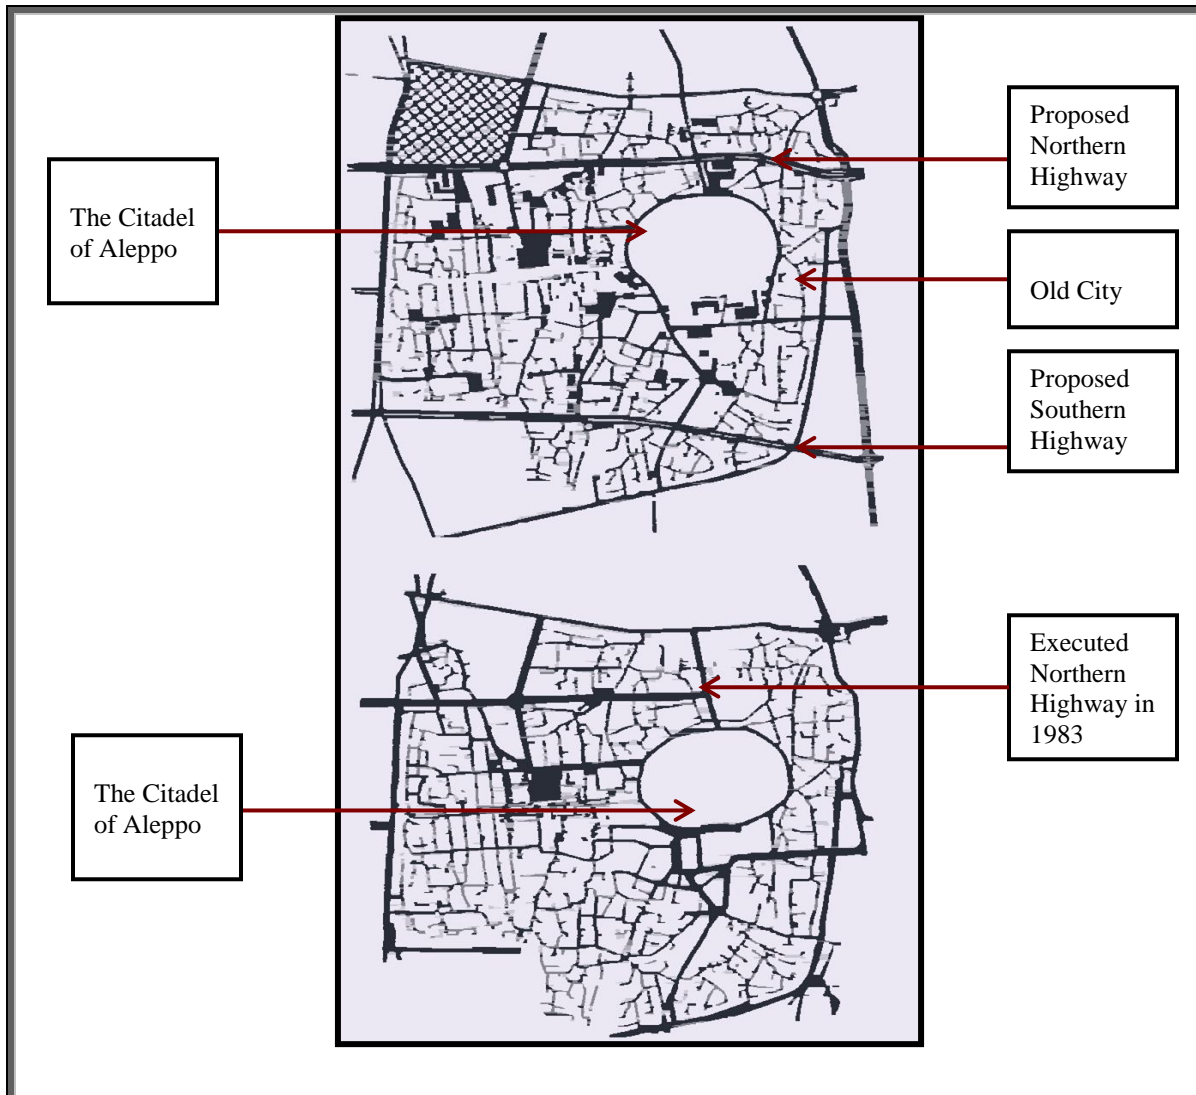 The Citadel
of Aleppo
Proposed
Northern
Highway
Old City
Proposed
Southern
Highway
Executed
Northern
Highway in
1983
The Citadel
of Aleppo